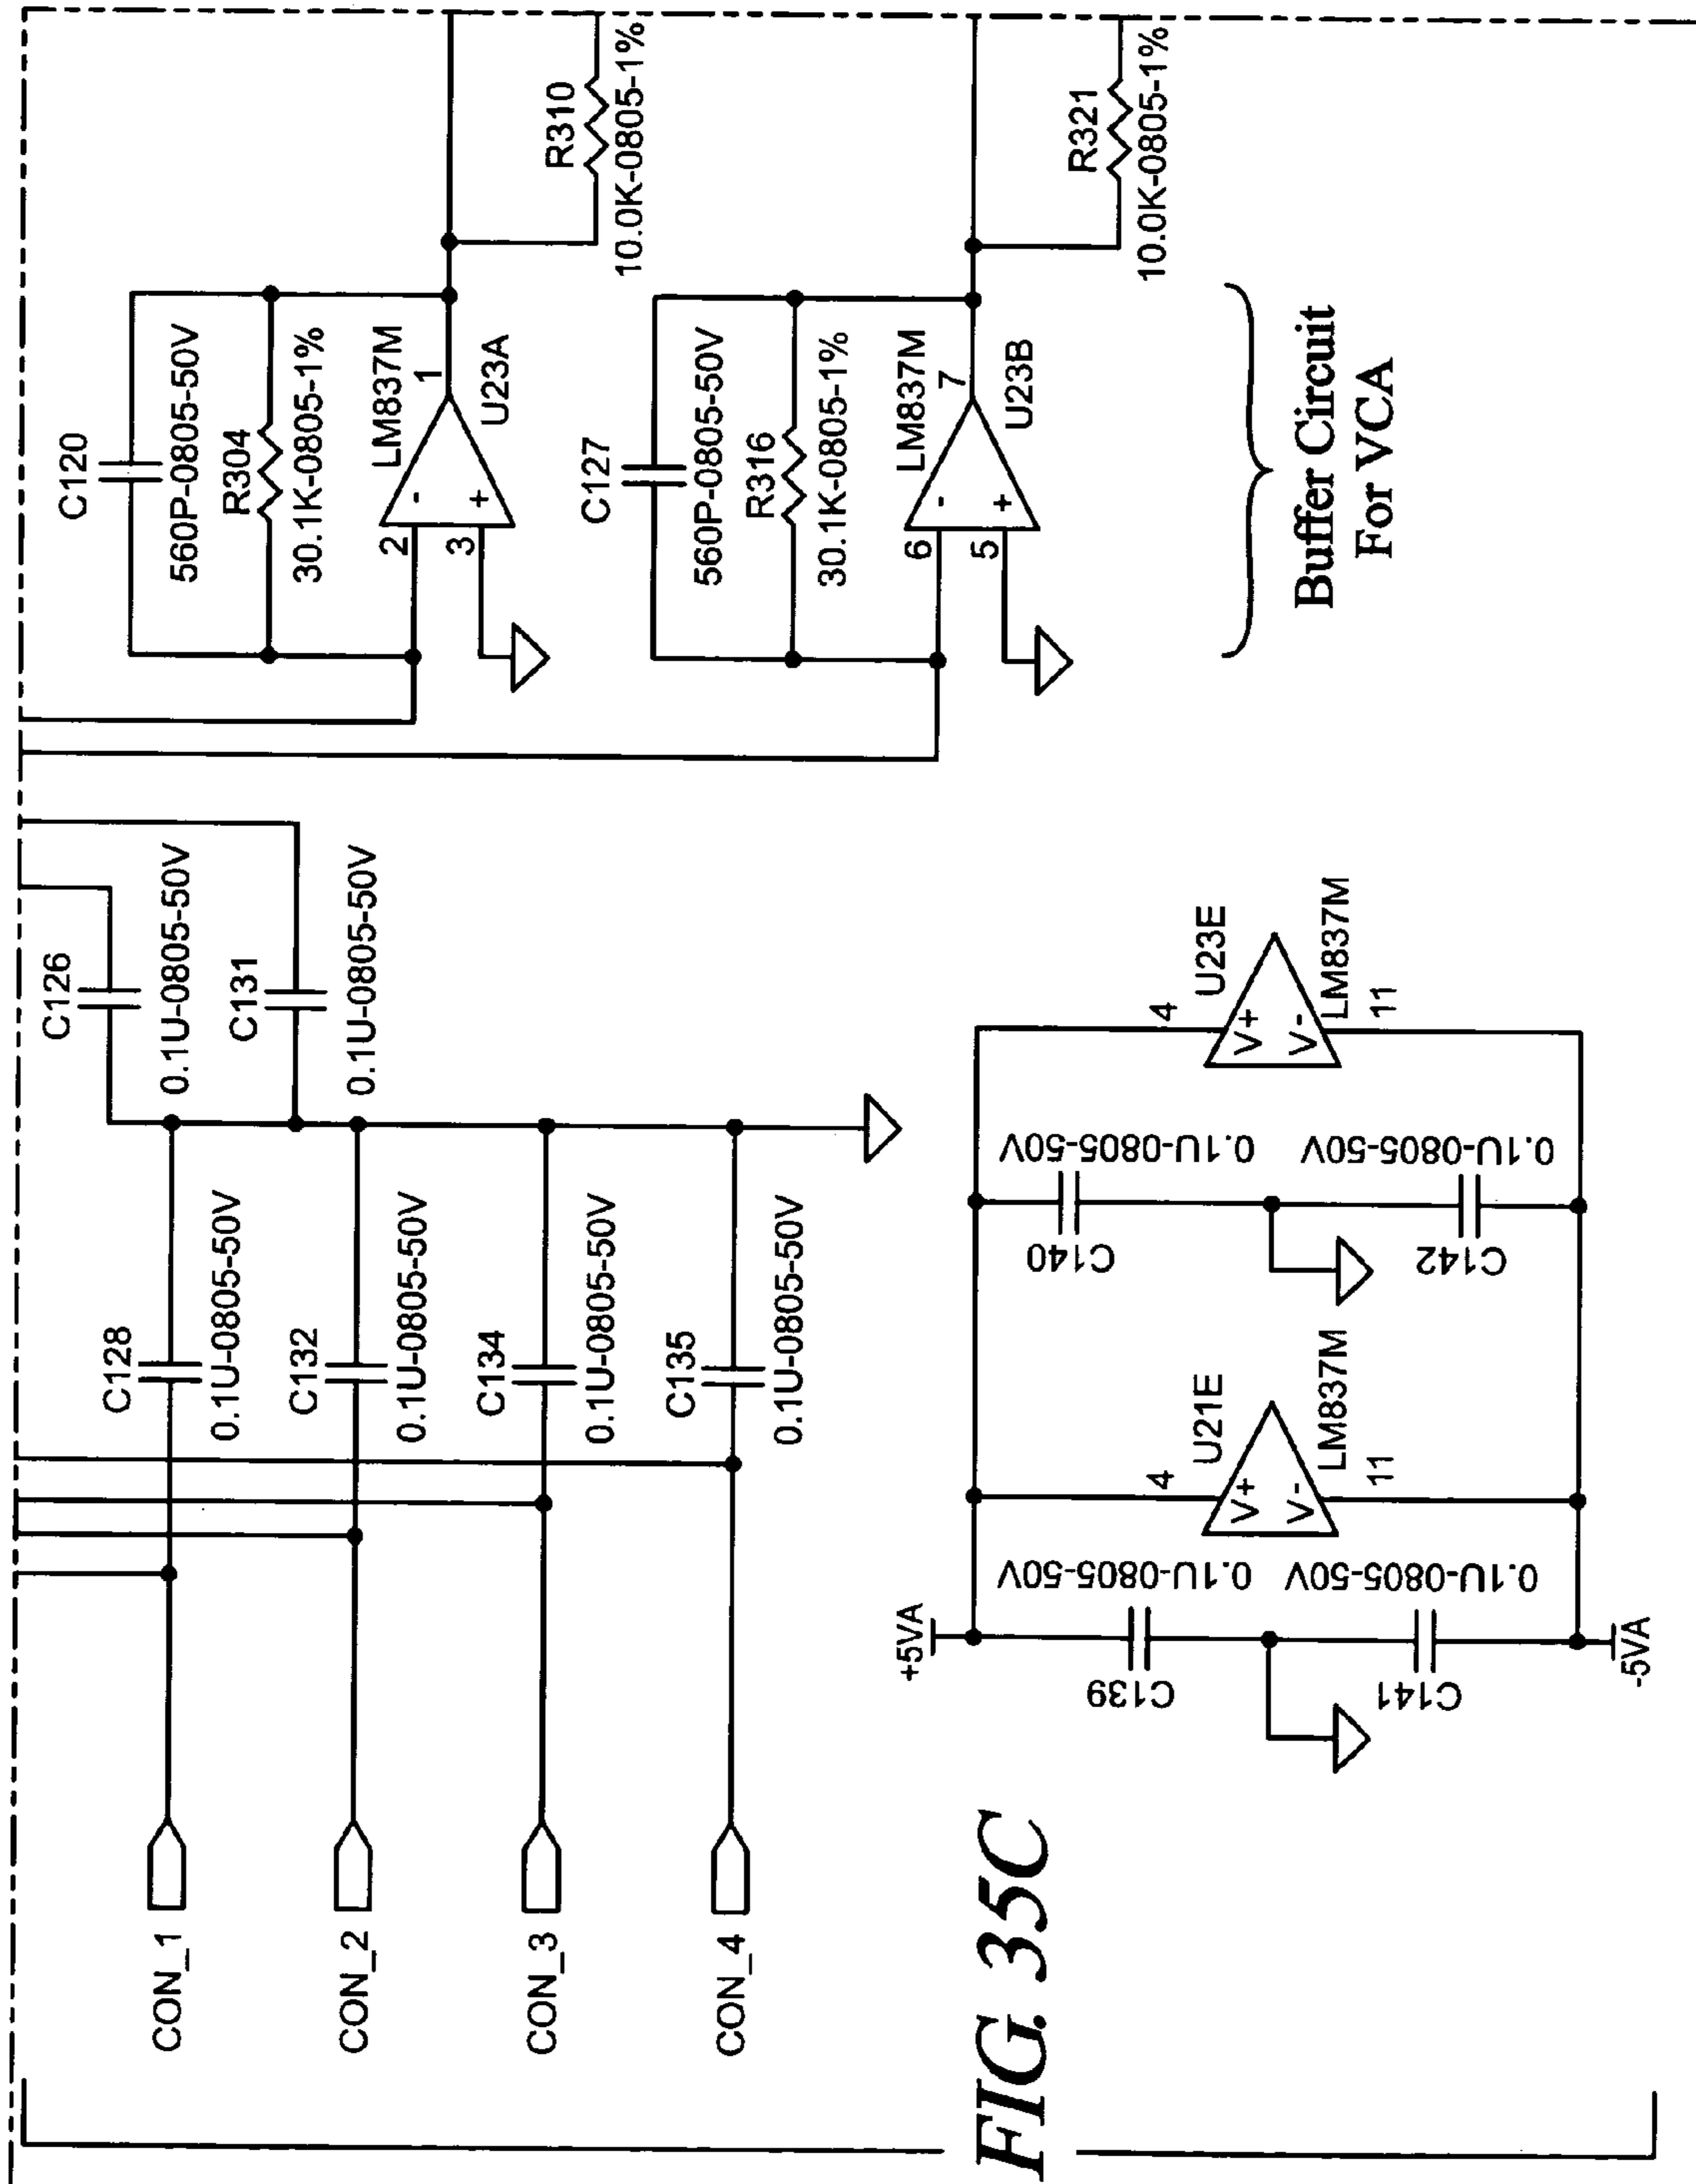 C120
560P-0805-50V
R304
30.1K-0805-1%
LM837M
2
3
-
+
1
U23A
R310
10.0K-0805-1%
C127
560P-0805-50V
R316
30.1K-0805-1%
LM837M
6
5
-
+
7
U23B
R321
10.0K-0805-1%
Buffer Circuit
For VCA
C126
0.1U-0805-50V
C131
0.1U-0805-50V
C128
0.1U-0805-50V
C132
0.1U-0805-50V
C134
0.1U-0805-50V
C135
0.1U-0805-50V
CON_1
CON_2
CON_3
CON_4
+5VA
C139
0.1U-0805-50V
C141
0.1U-0805-50V
-5VA
4
U21E
V+
V-
LM837M
11
C140
0.1U-0805-50V
C142
0.1U-0805-50V
4
U23E
V+
V-
LM837M
11
FIG. 35C